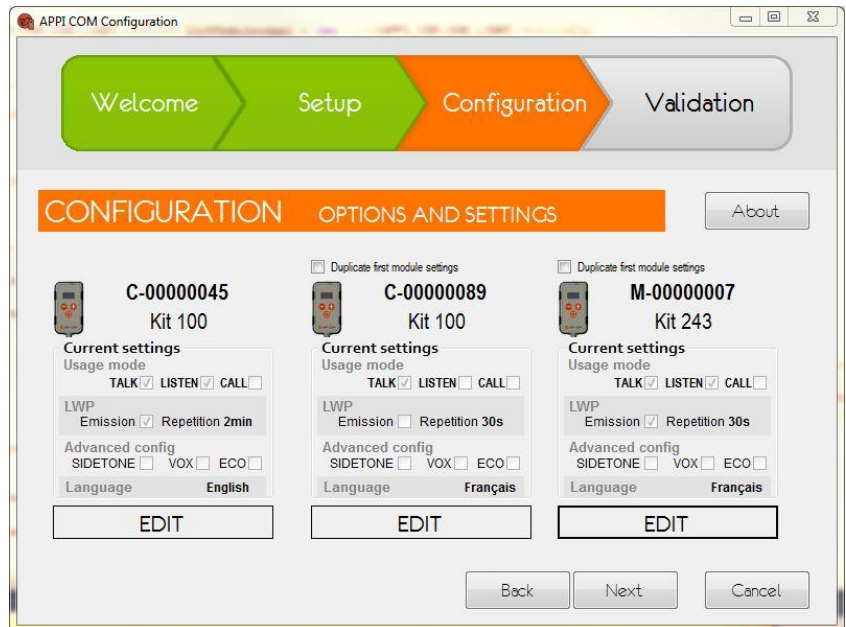 APPI COM Configuration
Welcome Setup Configuration Validation
CONFIGURATION OPTIONS AND SETTINGS
About
C-00000045
Kit 100
Current settings
Usage mode
TALK LISTEN CALL
LWP
Emission Repetition 2min
Advanced config
SIDETONE VOX ECO
Language English
EDIT
Duplicate first module settings
C-00000089
Kit 100
Current settings
Usage mode
TALK LISTEN CALL
LWP
Emission Repetition 30s
Advanced config
SIDETONE VOX ECO
Language Français
EDIT
Duplicate first module settings
M-00000007
Kit 243
Current settings
Usage mode
TALK LISTEN CALL
LWP
Emission Repetition 30s
Advanced config
SIDETONE VOX ECO
Language Français
EDIT
Back Next Cancel